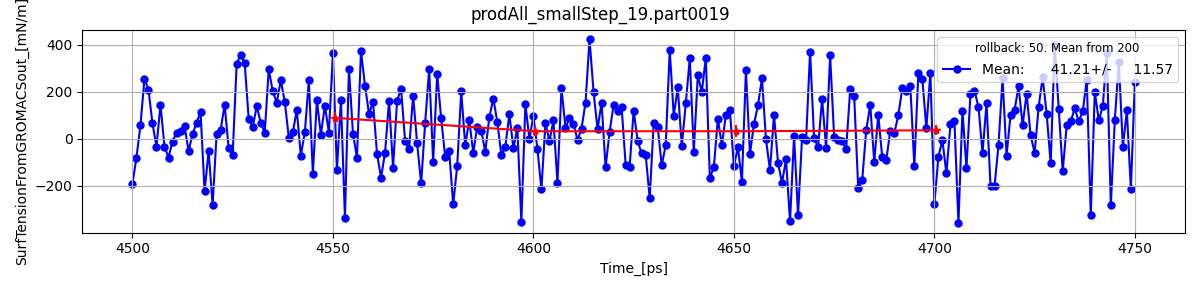 prodAll_smallStep_19.part0019
SurfTensionFromGROMACSout_[mN/m]
400
200
0
−200
rollback: 50. Mean from 200
Mean: 41.21+/- 11.57
4500 4550 4600 4650 4700 4750
Time_[ps]